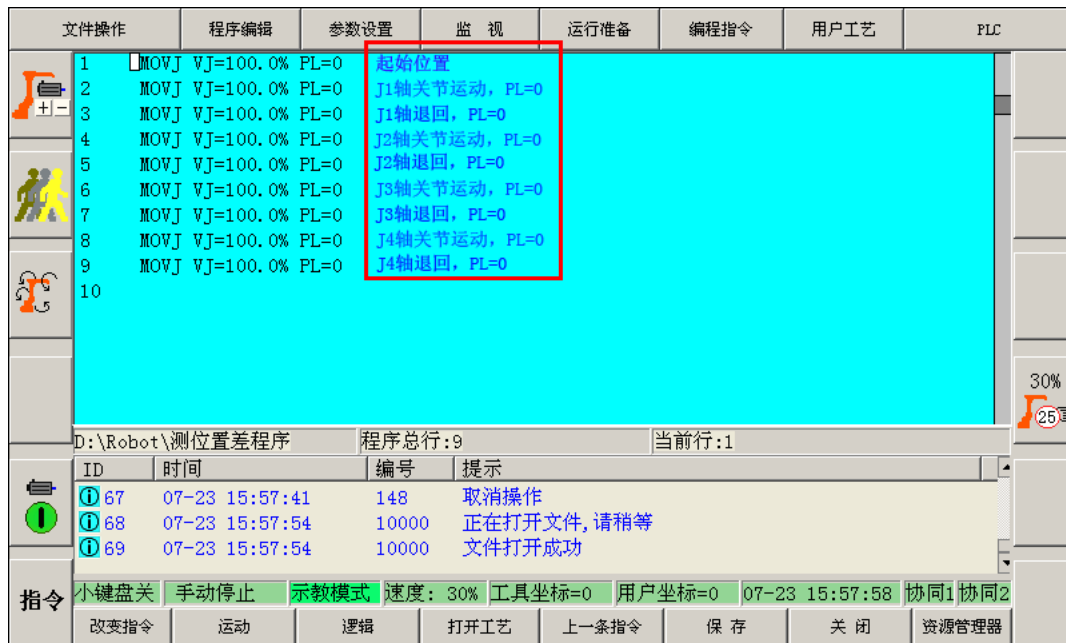 文件操作 程序编辑 参数设置 监 视 运行准备 编程指令 用户工艺 PLC
1 MOVJ VJ=100.0% PL=0 起始位置
2 MOVJ VJ=100.0% PL=0 J1轴关节运动，PL=0
3 MOVJ VJ=100.0% PL=0 J1轴退回，PL=0
4 MOVJ VJ=100.0% PL=0 J2轴关节运动，PL=0
5 MOVJ VJ=100.0% PL=0 J2轴退回，PL=0
6 MOVJ VJ=100.0% PL=0 J3轴关节运动，PL=0
7 MOVJ VJ=100.0% PL=0 J3轴退回，PL=0
8 MOVJ VJ=100.0% PL=0 J4轴关节运动，PL=0
9 MOVJ VJ=100.0% PL=0 J4轴退回，PL=0
10
+ -
30%
25
D:\Robot\测位置差程序 程序总行:9 当前行:1
ID 时间 编号 提示
67 07-23 15:57:41 148 取消操作
68 07-23 15:57:54 10000 正在打开文件,请稍等
69 07-23 15:57:54 10000 文件打开成功
指令
小键盘关 手动停止 示教模式 速度: 30% 工具坐标=0 用户坐标=0 07-23 15:57:58 协同1 协同2
改变指令 运动 逻辑 打开工艺 上一条指令 保 存 关 闭 资源管理器